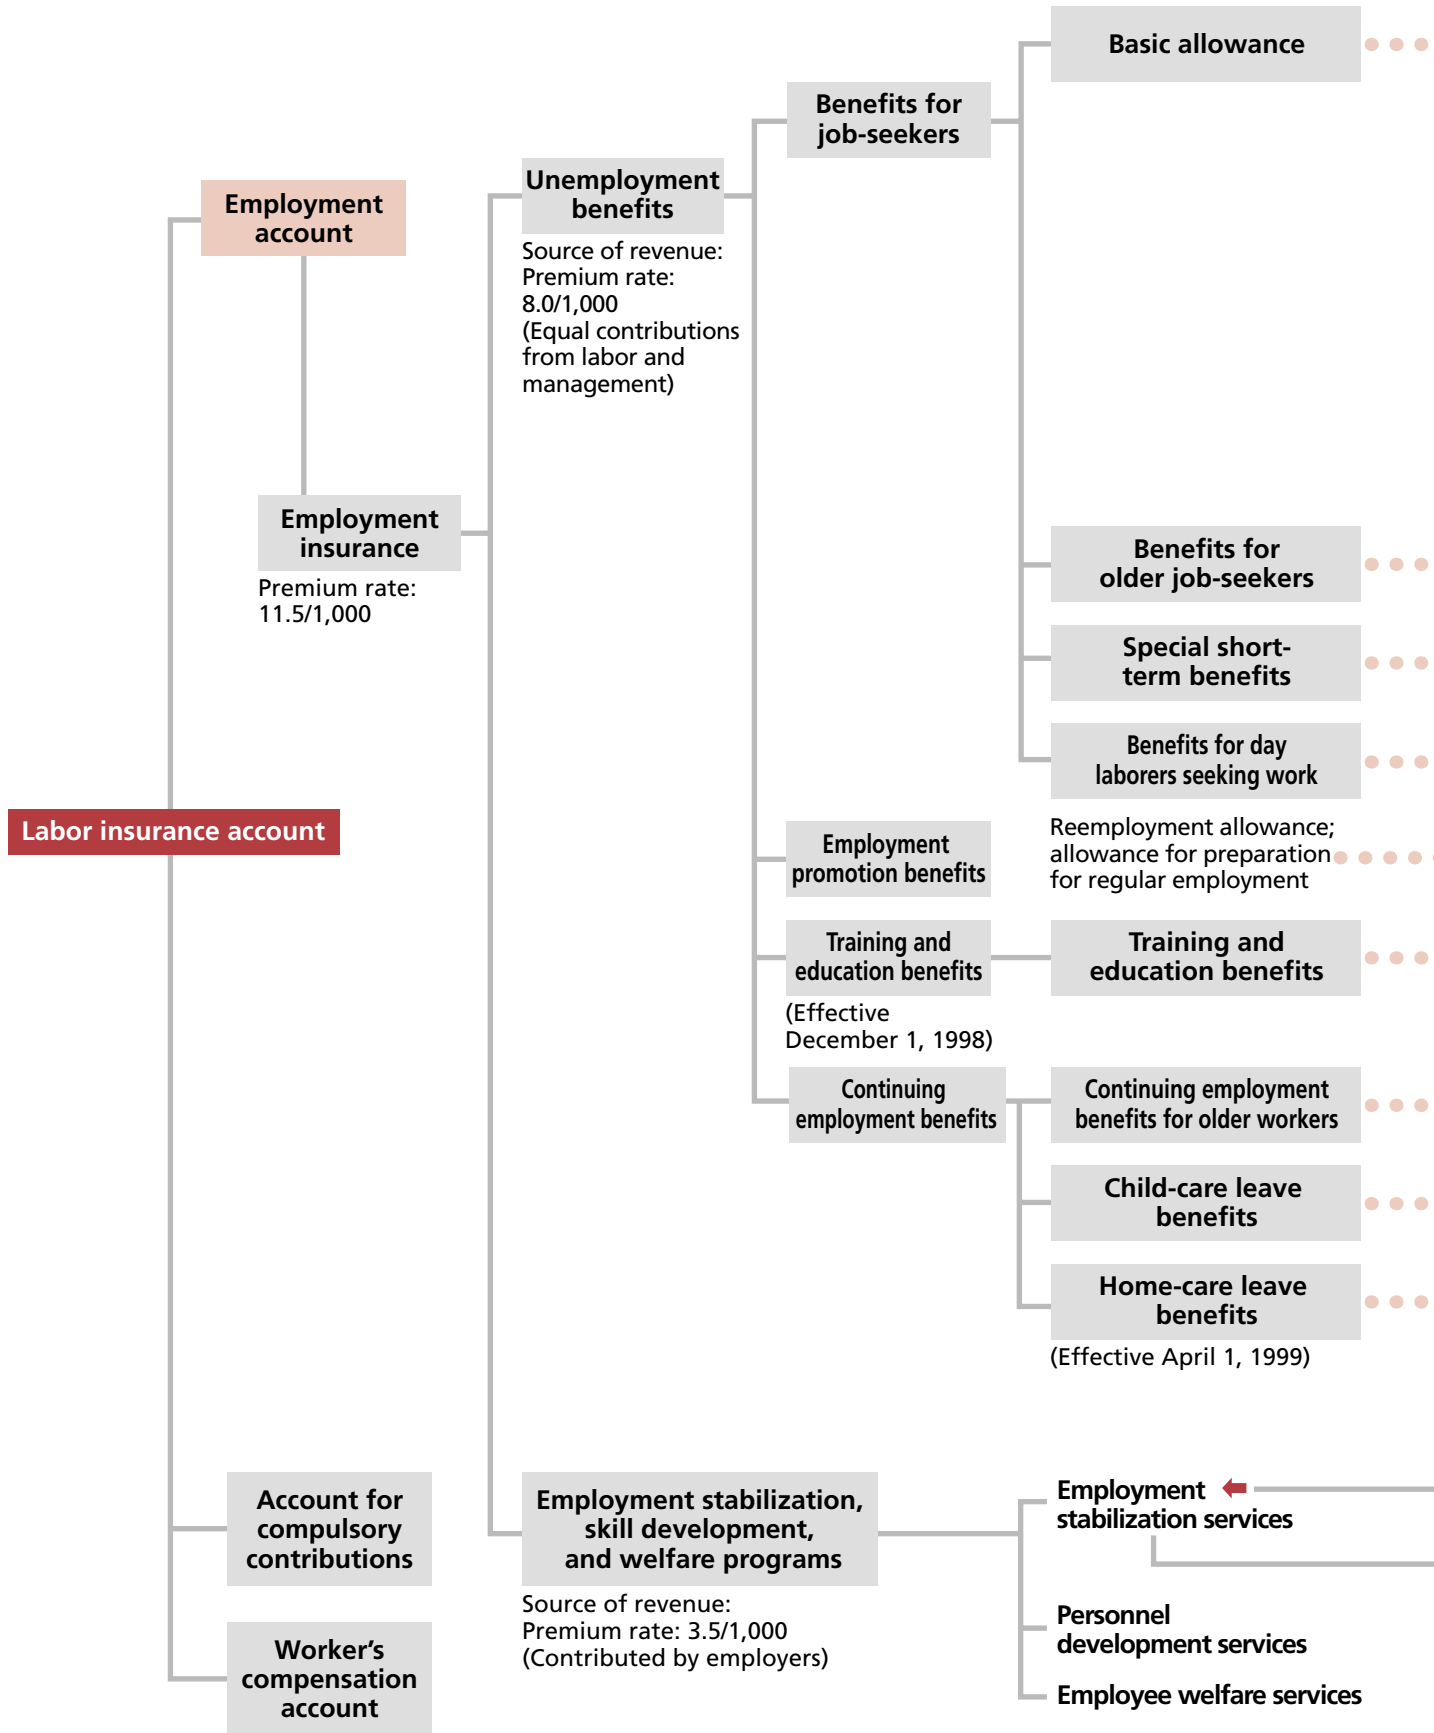 Basic allowance
Benefits for
job-seekers
Unemployment
benefits
Source of revenue:
Premium rate:
8.0/1,000
(Equal contributions
from labor and
management)
Employment
account
Employment
insurance
Premium rate:
11.5/1,000
Benefits for
older job-seekers
Special short-
term benefits
Benefits for day
laborers seeking work
Labor insurance account
Employment
promotion benefits
Reemployment allowance;
allowance for preparation
for regular employment
Training and
education benefits
(Effective
December 1, 1998)
Training and
education benefits
Continuing
employment benefits
Continuing employment
benefits for older workers
Child-care leave
benefits
Home-care leave
benefits
(Effective April 1, 1999)
Account for
compulsory
contributions
Employment stabilization,
skill development,
and welfare programs
Source of revenue:
Premium rate: 3.5/1,000
(Contributed by employers)
Employment
stabilization services
Personnel
development services
Employee welfare services
Worker's
compensation
account